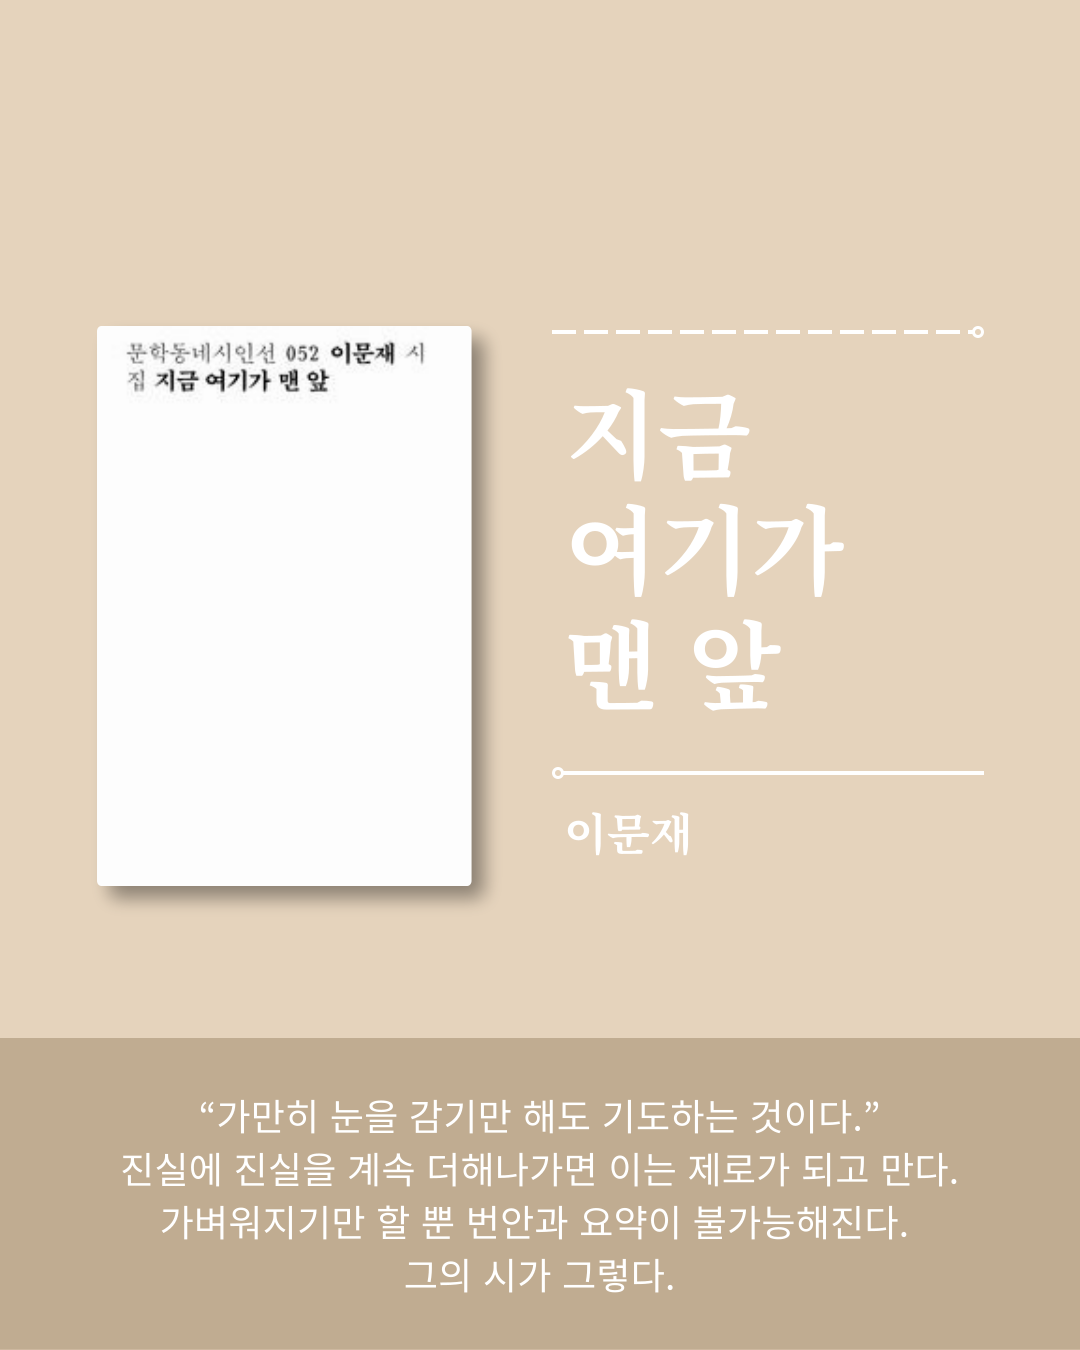 문학동네시인선 052 이문재 시
집 지금 여기가 맨 앞
지금
여기가
맨 앞
이문재
“가만히 눈을 감기만 해도 기도하는 것이다.”
진실에 진실을 계속 더해나가면 이는 제로가 되고 만다.
가벼워지기만 할 뿐 번안과 요약이 불가능해진다.
그의 시가 그렇다.